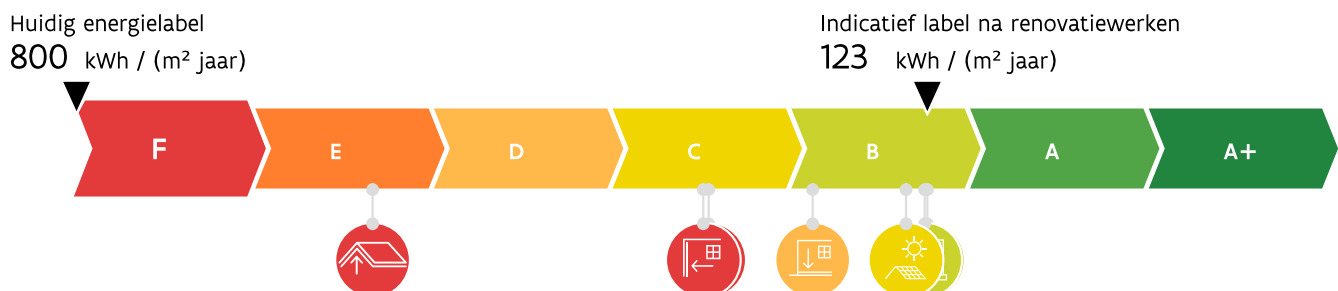 Huidig energielabel
800 kWh / (m² jaar)
Indicatief label na renovatiewerken
123 kWh / (m² jaar)
F E D C B A A+